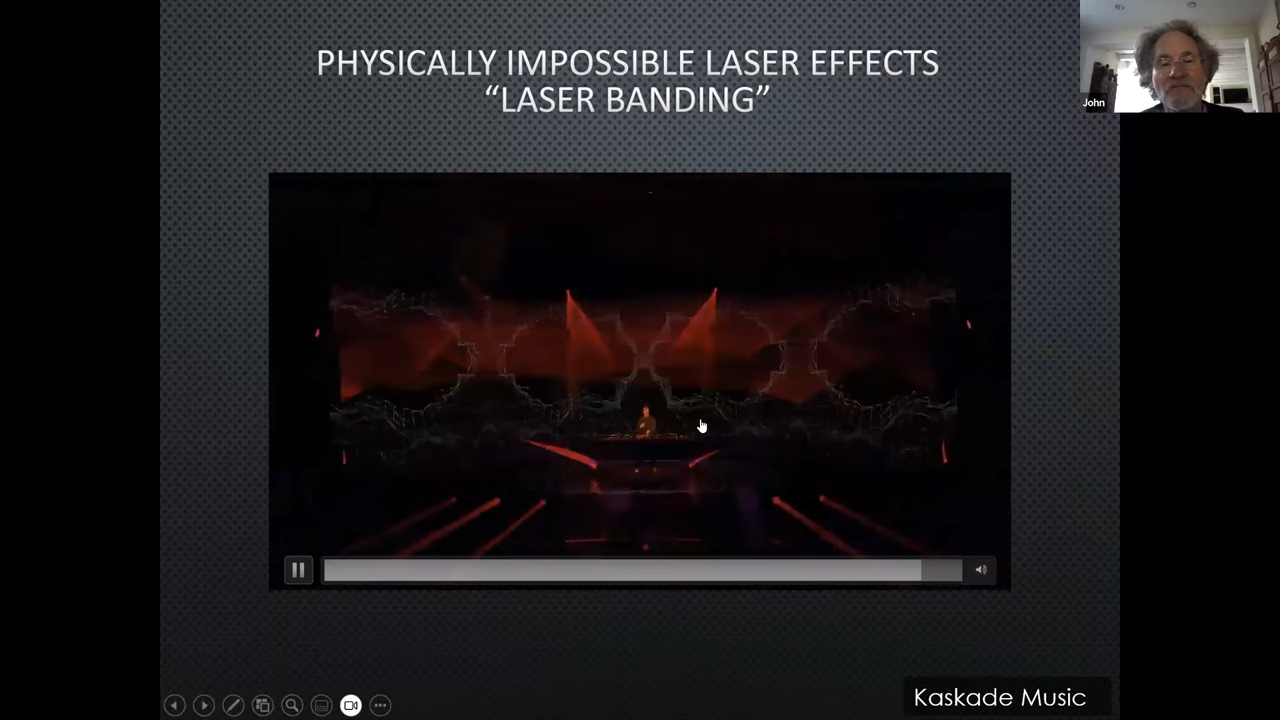 PHYSICALLY IMPOSSIBLE LASER EFFECTS
“LASER BANDING”
John
Kaskade Music